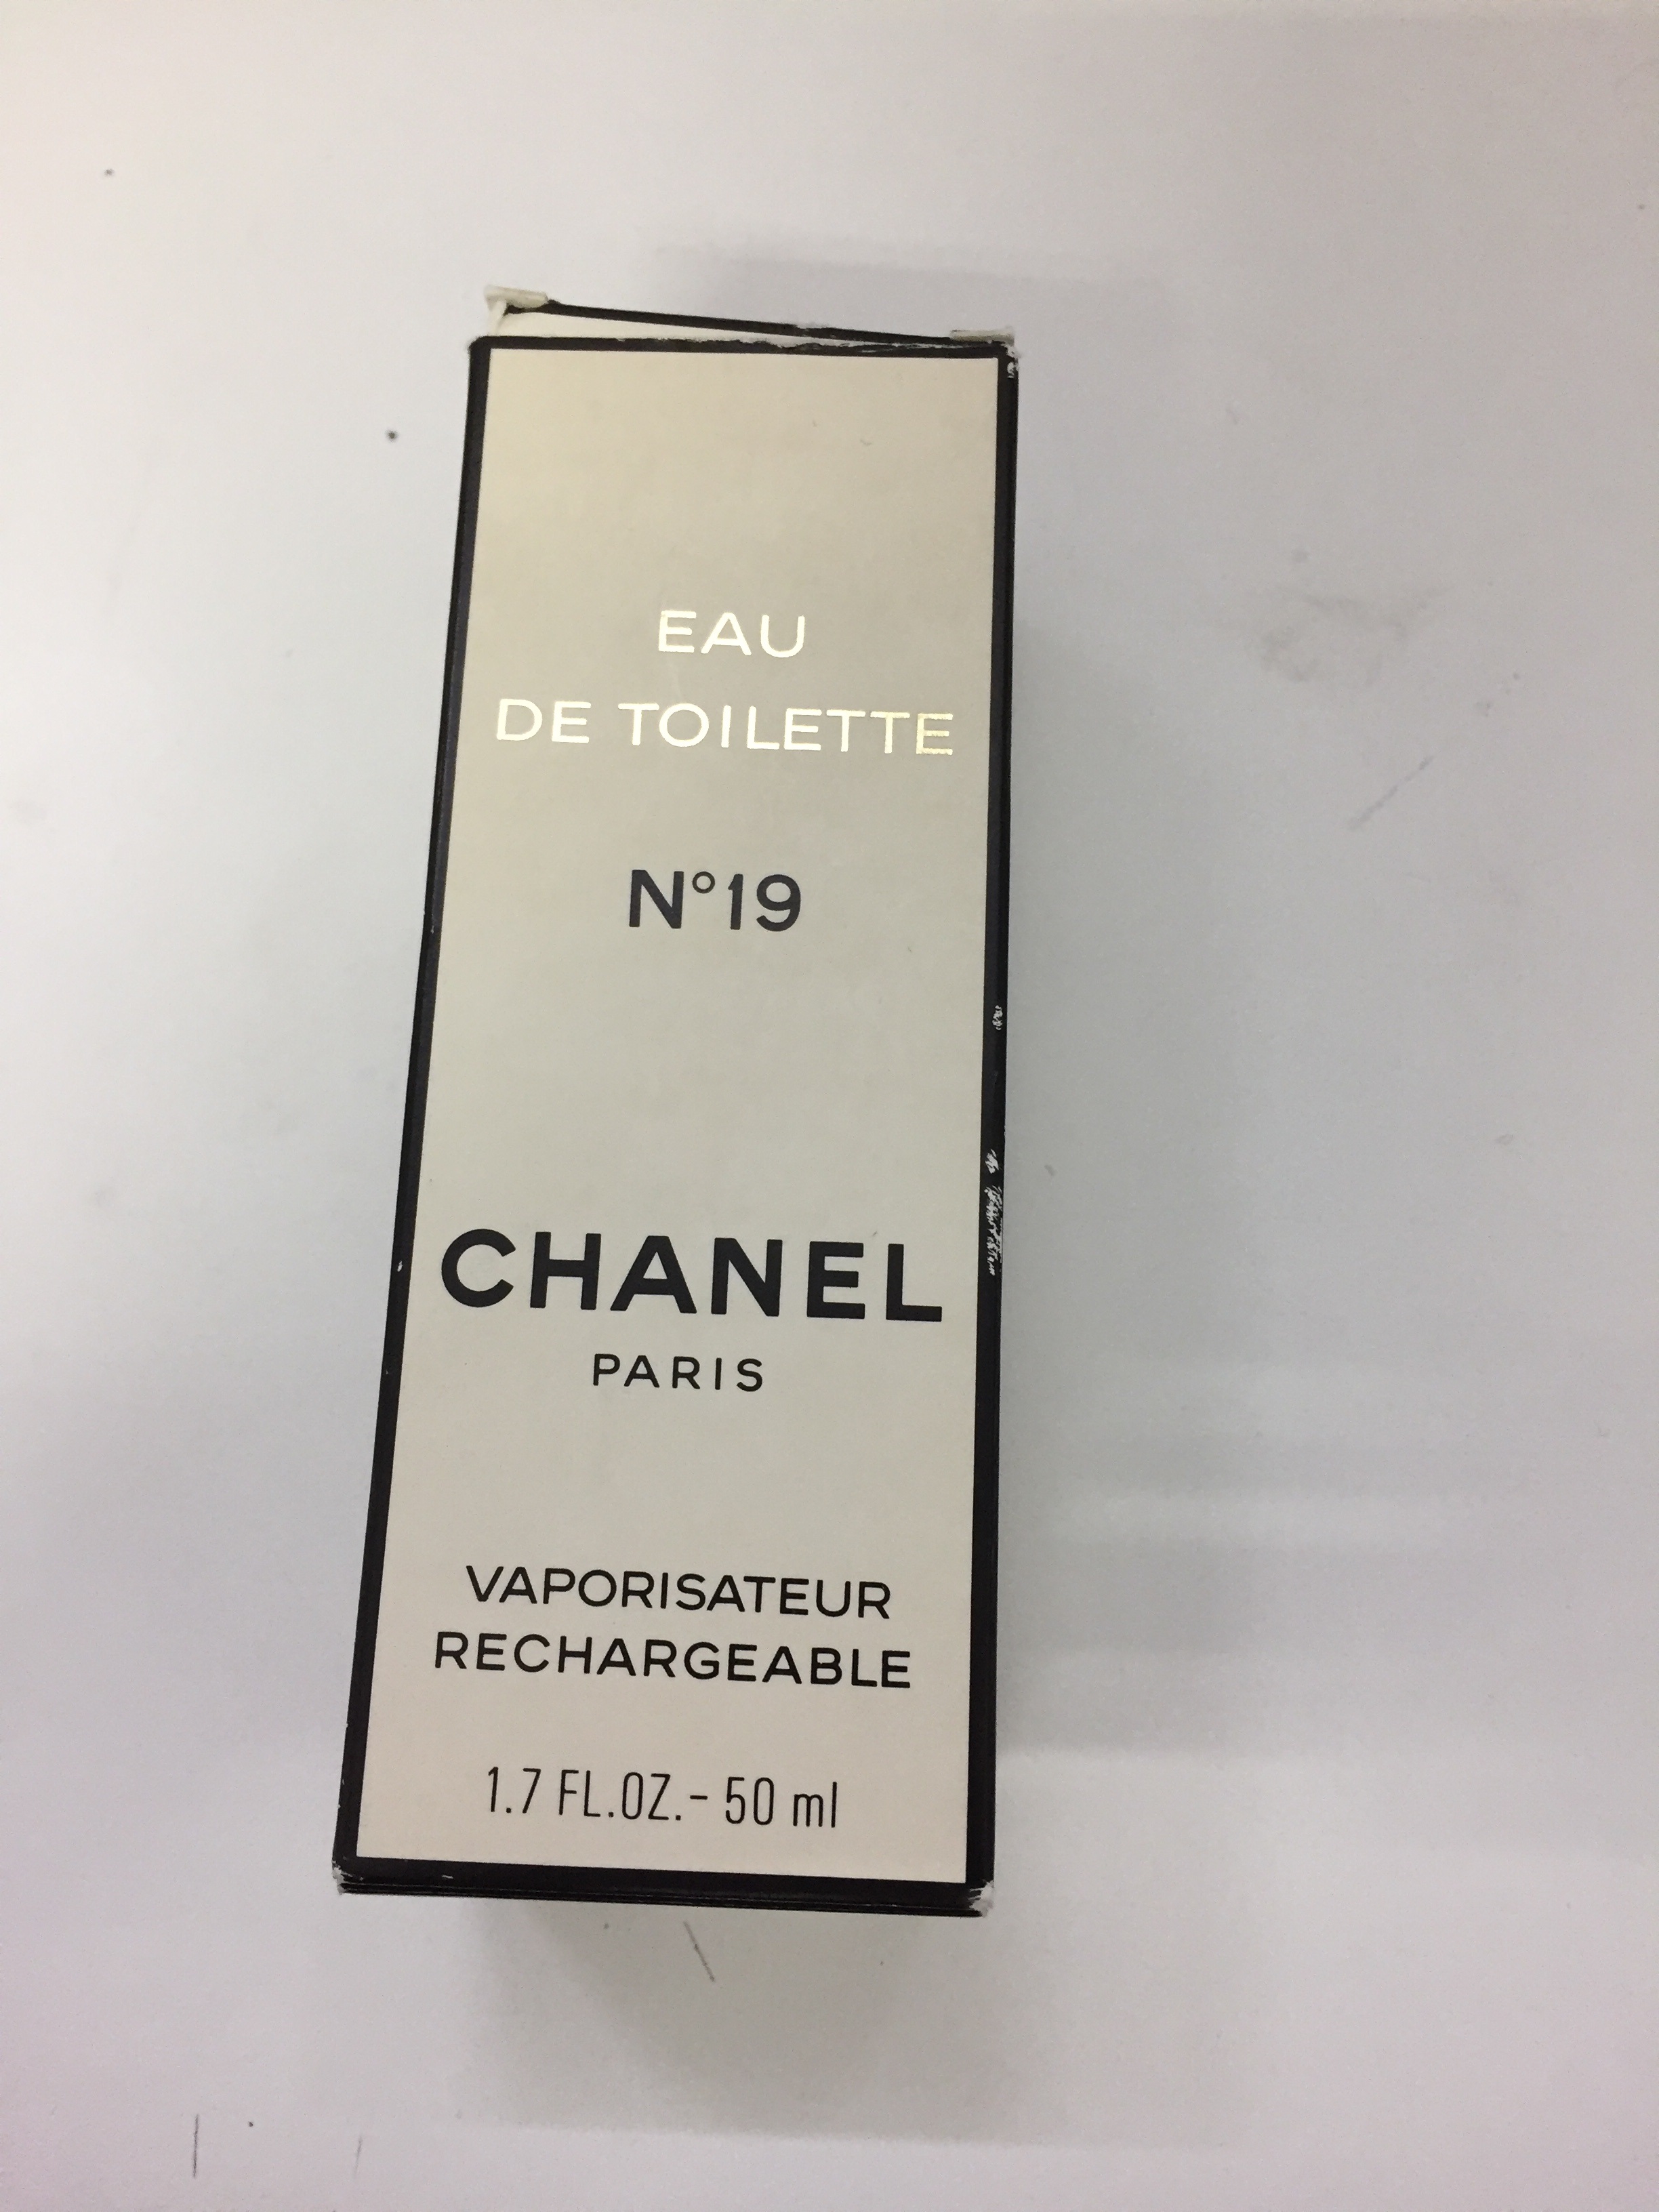 EAU
DE TOILETTE
N°19
CHANEL
PARIS
VAPORISATEUR
RECHARGEABLE
1.7 FL.OZ.- 50 ml